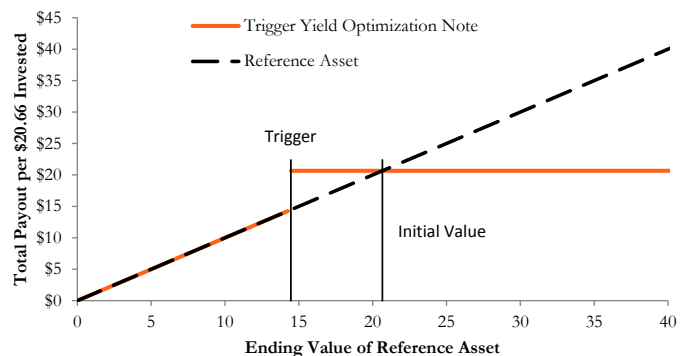 $45
$40
$35
$30
$25
$20
$15
$10
$5
$0
Total Payout per $20.66 Invested
Trigger Yield Optimization Note
Reference Asset
Trigger
Initial Value
0 5 10 15 20 25 30 35 40
Ending Value of Reference Asset